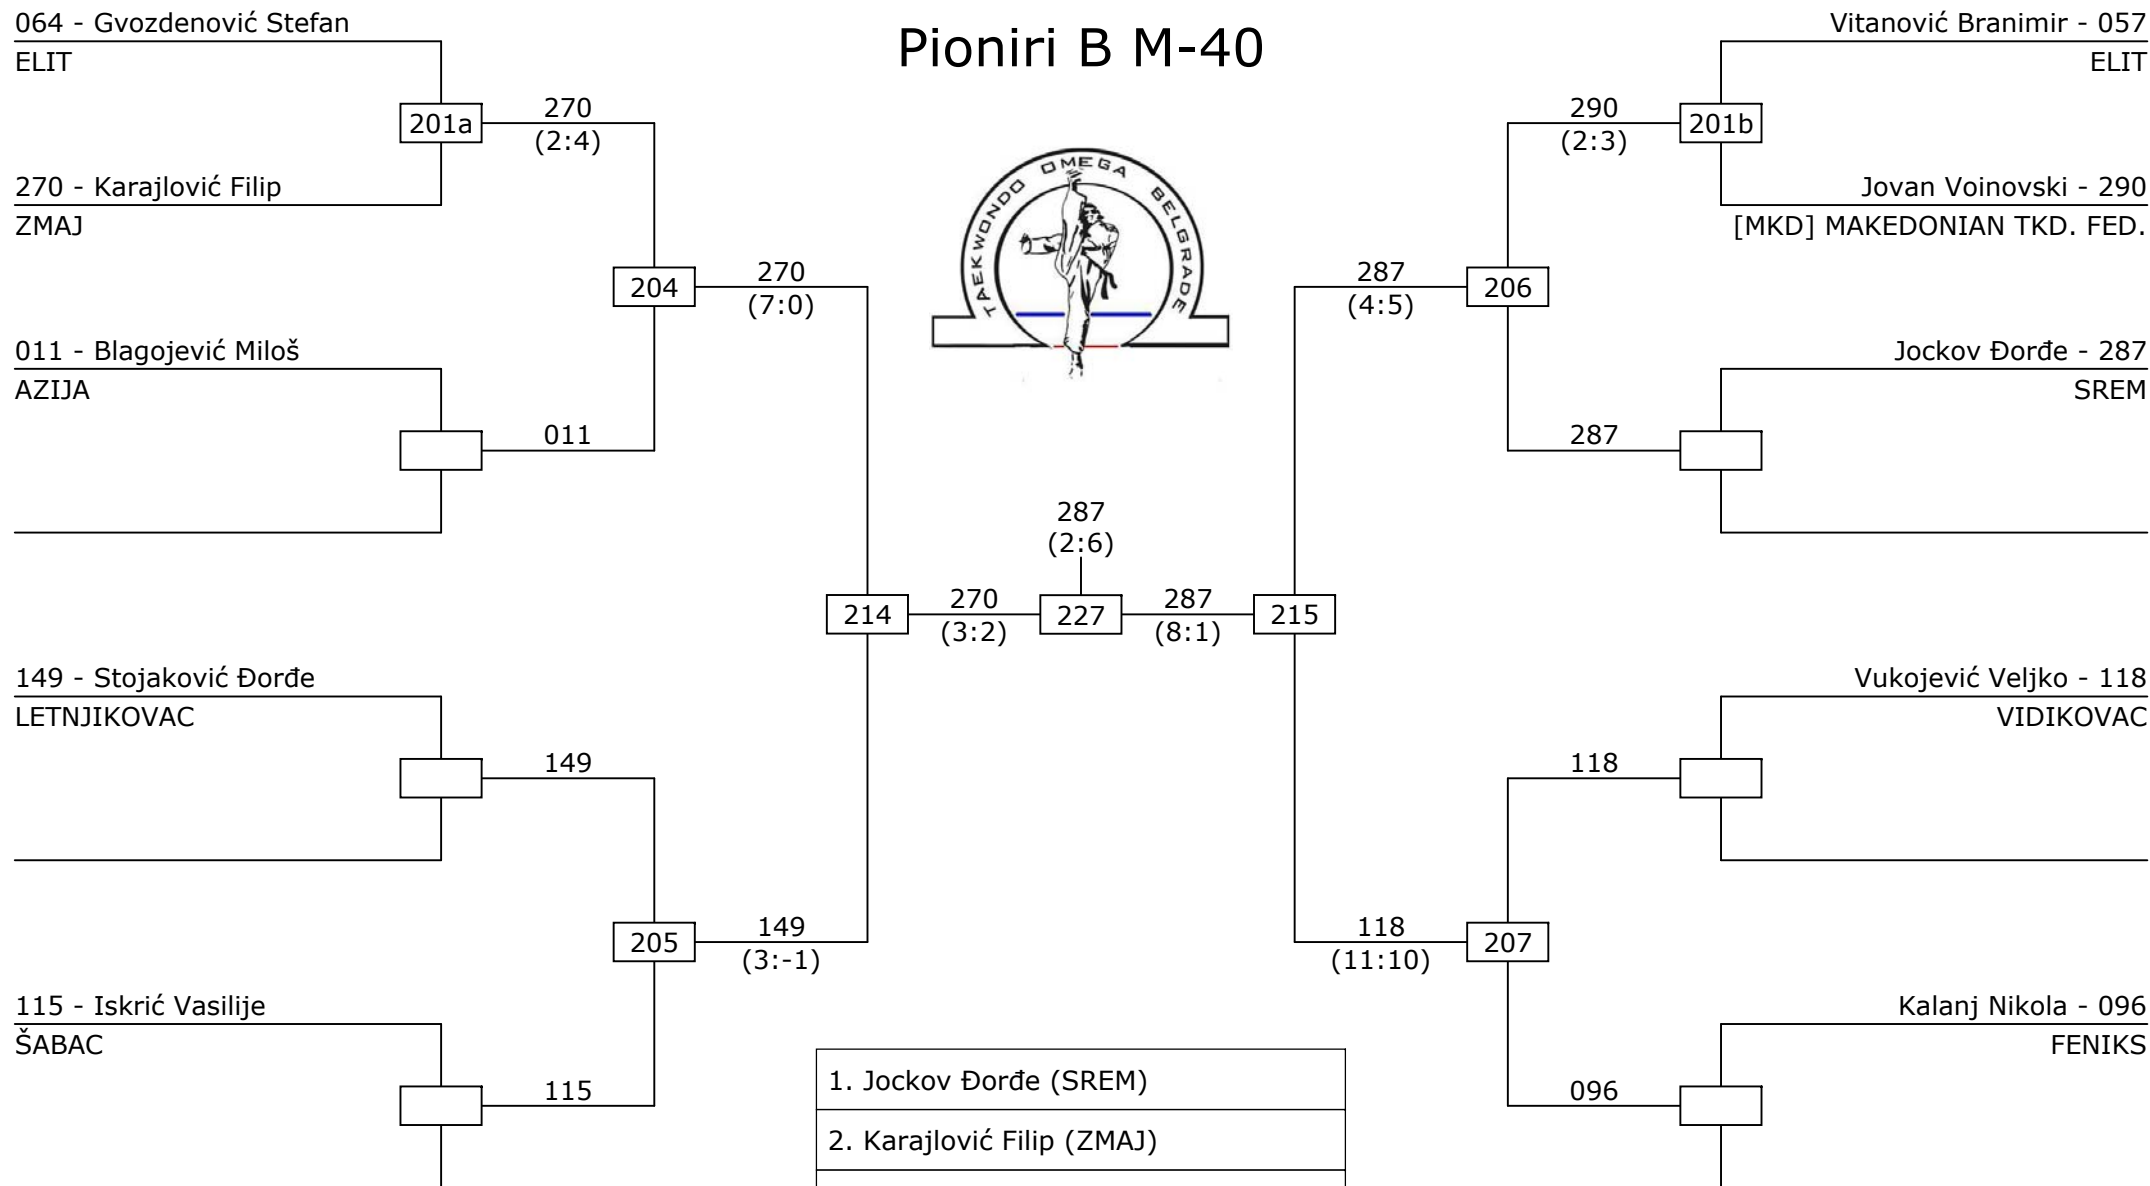 Pioniri B M-40
TAEKWONDO OMEGA BELGRADE
064 - Gvozdenović Stefan
ELIT
201a
270
(2:4)
270 - Karajlović Filip
ZMAJ
204
270
(7:0)
011 - Blagojević Miloš
AZIJA
011
214
270
(3:2)
149 - Stojaković Đorđe
LETNJIKOVAC
149
205
149
(3:-1)
115 - Iskrić Vasilije
ŠABAC
115
287
(2:6)
227
Vitanović Branimir - 057
ELIT
290
(2:3)
201b
Jovan Voinovski - 290
[MKD] MAKEDONIAN TKD. FED.
287
(4:5)
206
Jockov Đorđe - 287
SREM
287
287
(8:1)
215
Vukojević Veljko - 118
VIDIKOVAC
118
118
(11:10)
207
Kalanj Nikola - 096
FENIKS
096
1. Jockov Đorđe (SREM)
2. Karajlović Filip (ZMAJ)